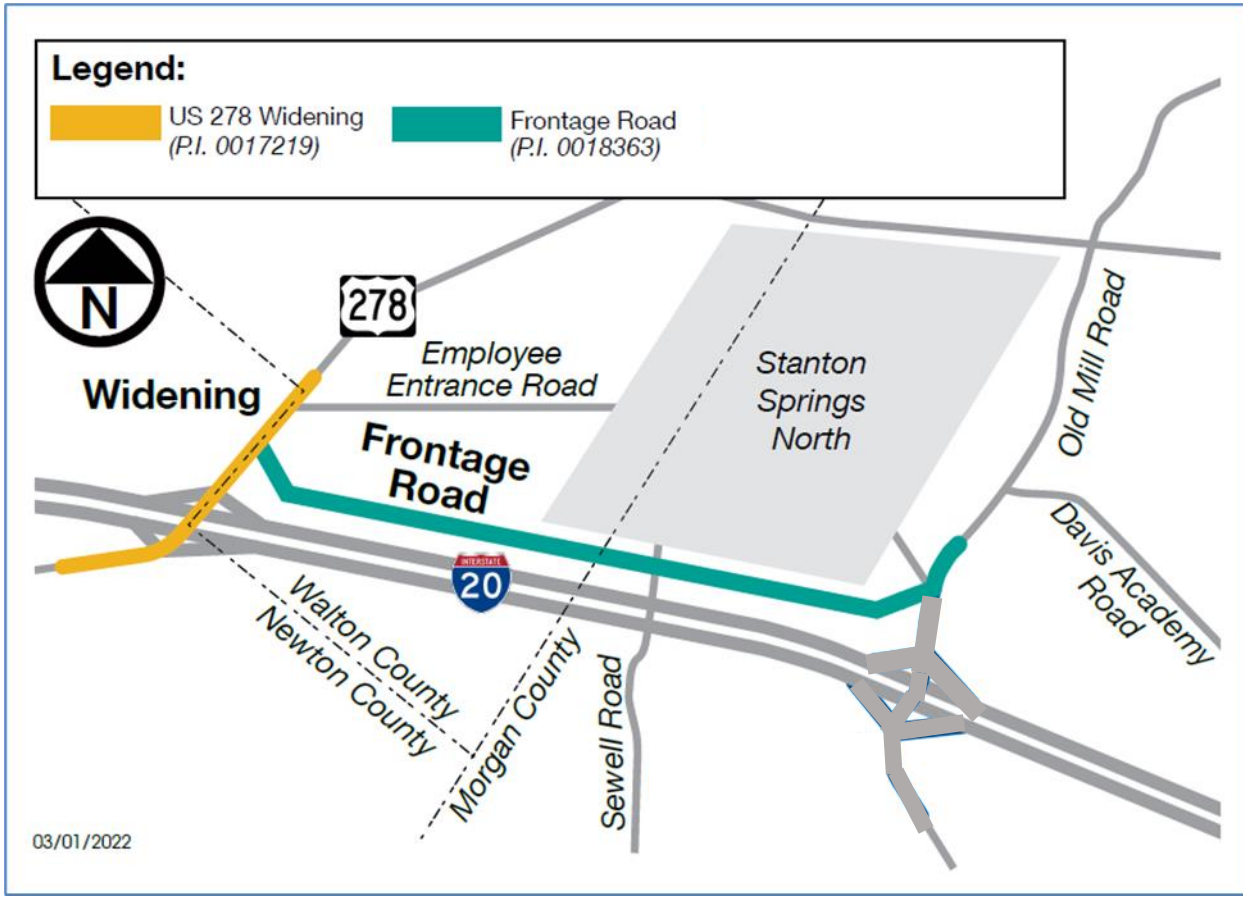 Legend:
US 278 Widening
(P.I. 0017219)
Frontage Road
(P.I. 0018363)
N
278
Widening
Employee
Entrance Road
Frontage
Road
Stanton
Springs
North
Old Mill Road
Davis Academy
Road
INTERSTATE
20
Walton County
Newton County
Morgan County
Sewell Road
03/01/2022